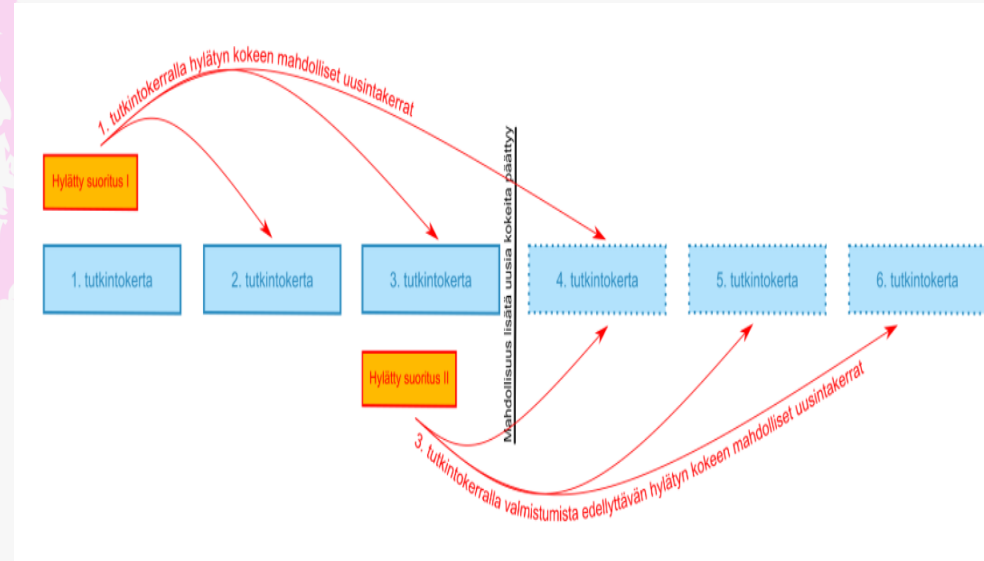 1. tutkintokerralla hylätyn kokeen mahdolliset uusintakerrat
Hylätty suoritus I
1. tutkintokerta
2. tutkintokerta
3. tutkintokerta
Mahdollisuus lisätä uusia kokeita päättyy
4. tutkintokerta
5. tutkintokerta
6. tutkintokerta
Hylätty suoritus II
3. tutkintokerralla valmistumista edellyttävän hylätyn kokeen mahdolliset uusintakerrat